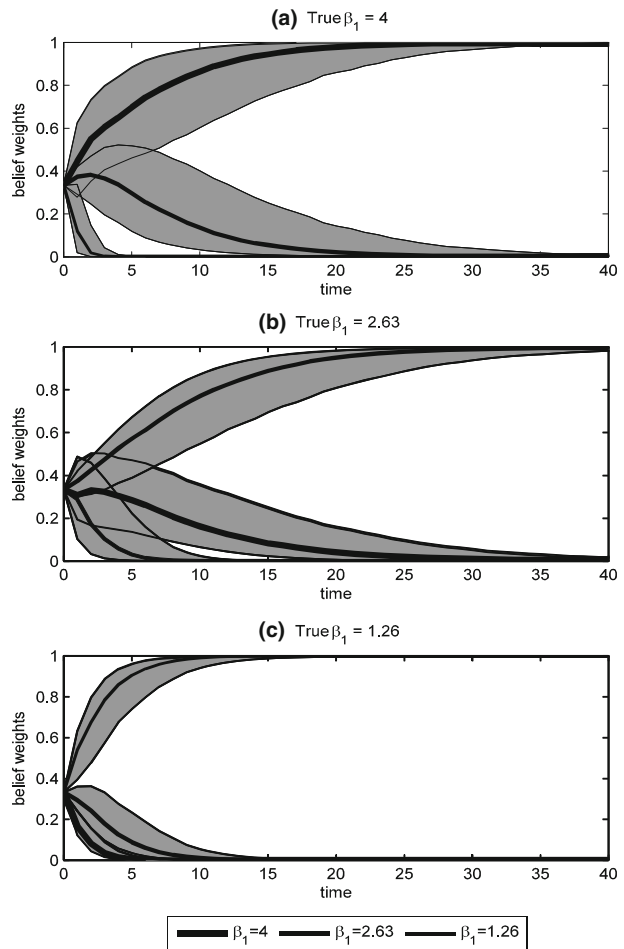 (a) True β₁ = 4
belief weights
1
0.8
0.6
0.4
0.2
0
0 5 10 15 20 25 30 35 40
time
(b) True β₁ = 2.63
belief weights
1
0.8
0.6
0.4
0.2
0
0 5 10 15 20 25 30 35 40
time
(c) True β₁ = 1.26
belief weights
1
0.8
0.6
0.4
0.2
0
0 5 10 15 20 25 30 35 40
time
β₁=4 β₁=2.63 β₁=1.26